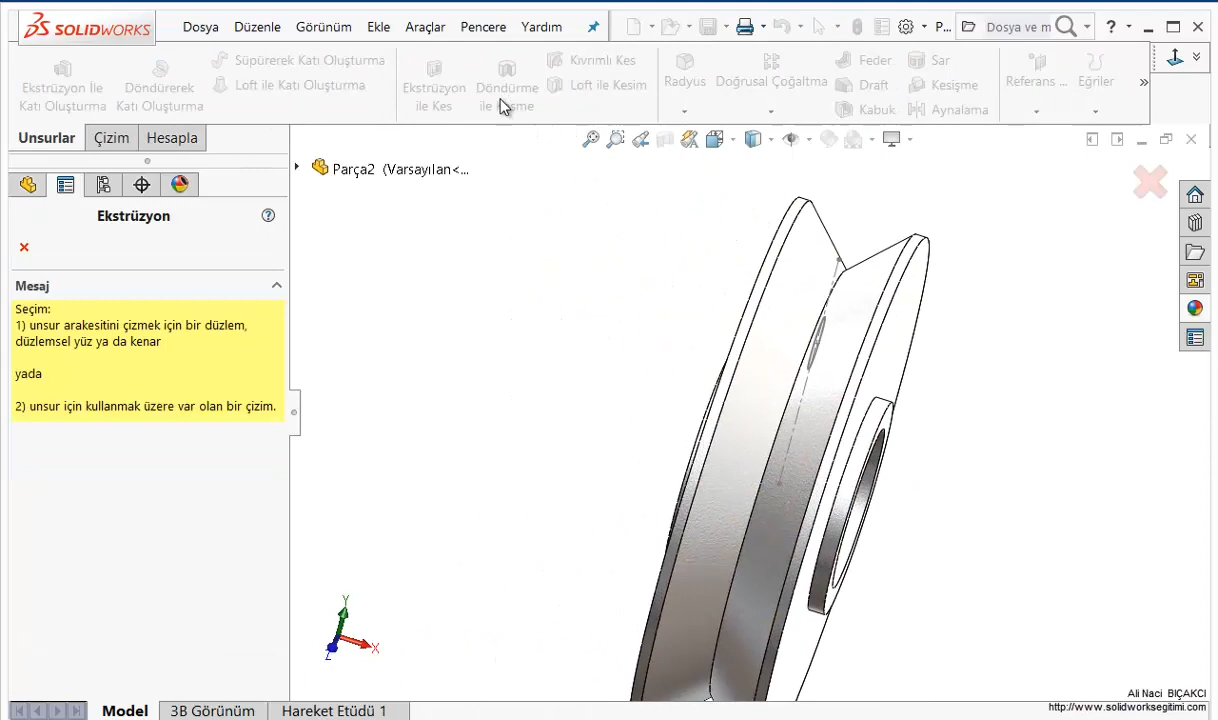 SOLIDWORKS Dosya Düzenle Görünüm Ekle Araçlar Pencere Yardım P... Dosya ve m ?
Ekstrüzyon İle Katı Oluşturma
Döndürerek Katı Oluşturma
Süpürerek Katı Oluşturma
Loft ile Katı Oluşturma
Ekstrüzyon ile Kes
Döndürme ile Kesme
Kıvrımlı Kes
Loft ile Kesim
Radyus
Doğrusal Çoğaltma
Feder
Draft
Kabuk
Sar
Kesişme
Aynalama
Referans ...
Eğriler
Unsurlar Çizim Hesapla
Parça2 (Varsayılan<...
Ekstrüzyon
Mesaj
Seçim:
1) unsur arakesitini çizmek için bir düzlem,
düzlemsel yüz ya da kenar
yada
2) unsur için kullanmak üzere var olan bir çizim.
Y
X
Z
Ali Naci BIÇAKCI
http://www.solidworksegitimi.com
Model 3B Görünüm Hareket Etüdü 1